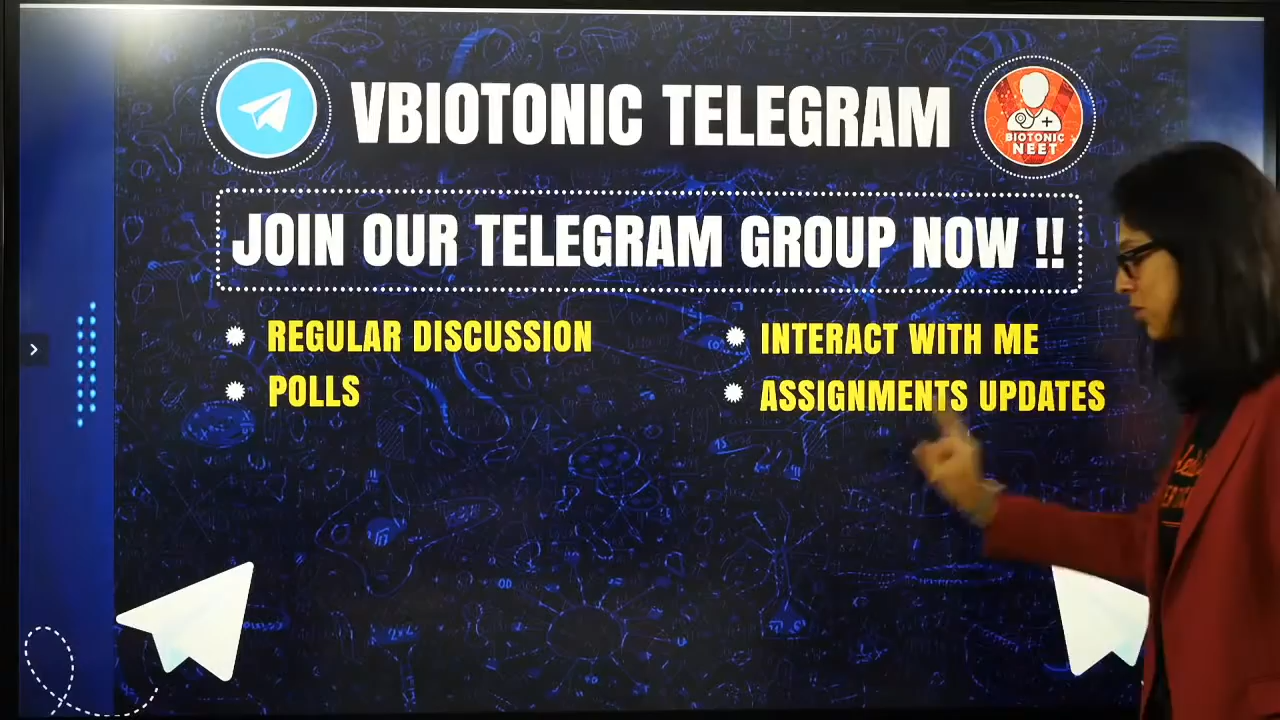 VBIOTONIC TELEGRAM
BIOTONIC
NEET
JOIN OUR TELEGRAM GROUP NOW !!
REGULAR DISCUSSION
INTERACT WITH ME
POLLS
ASSIGNMENTS UPDATES